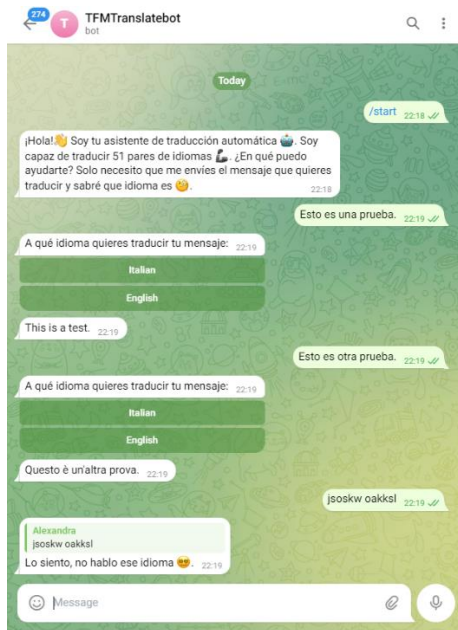 274
T
TFMTranslatebot
bot
Today
/start 22:18
¡Hola!👋 Soy tu asistente de traducción automática 🤖. Soy
capaz de traducir 51 pares de idiomas 🦾. ¿En qué puedo
ayudarte? Solo necesito que me envíes el mensaje que quieres
traducir y sabré que idioma es 🧐.
22:18
Esto es una prueba. 22:19
A qué idioma quieres traducir tu mensaje: 22:19
Italian
English
This is a test. 22:19
Esto es otra prueba. 22:19
A qué idioma quieres traducir tu mensaje: 22:19
Italian
English
Questo è un'altra prova. 22:19
jsoskw oakksl 22:19
Alexandra
jsoskw oakksl
Lo siento, no hablo ese idioma 😵‍💫. 22:19
Message